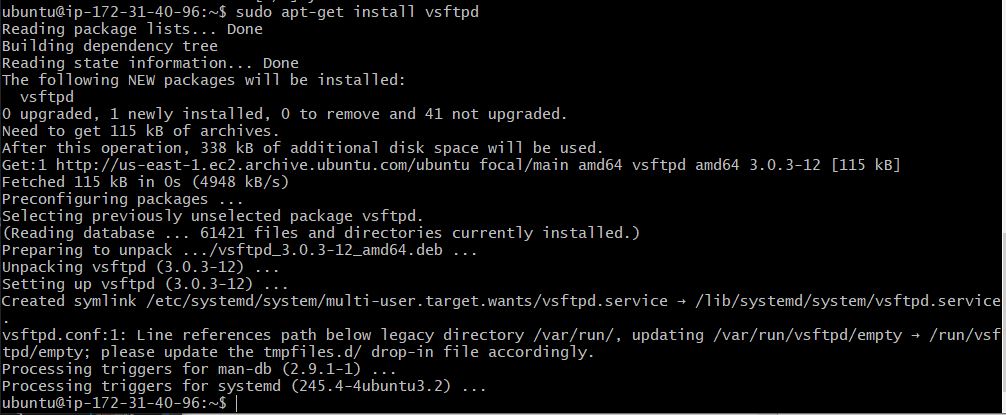 ubuntu@ip-172-31-40-96:~$ sudo apt-get install vsftpd
Reading package lists... Done
Building dependency tree
Reading state information... Done
The following NEW packages will be installed:
  vsftpd
0 upgraded, 1 newly installed, 0 to remove and 41 not upgraded.
Need to get 115 kB of archives.
After this operation, 338 kB of additional disk space will be used.
Get:1 http://us-east-1.ec2.archive.ubuntu.com/ubuntu focal/main amd64 vsftpd amd64 3.0.3-12 [115 kB]
Fetched 115 kB in 0s (4948 kB/s)
Preconfiguring packages ...
Selecting previously unselected package vsftpd.
(Reading database ... 61421 files and directories currently installed.)
Preparing to unpack .../vsftpd_3.0.3-12_amd64.deb ...
Unpacking vsftpd (3.0.3-12) ...
Setting up vsftpd (3.0.3-12) ...
Created symlink /etc/systemd/system/multi-user.target.wants/vsftpd.service → /lib/systemd/system/vsftpd.service
.
vsftpd.conf:1: Line references path below legacy directory /var/run/, updating /var/run/vsftpd/empty → /run/vsf
tpd/empty; please update the tmpfiles.d/ drop-in file accordingly.
Processing triggers for man-db (2.9.1-1) ...
Processing triggers for systemd (245.4-4ubuntu3.2) ...
ubuntu@ip-172-31-40-96:~$